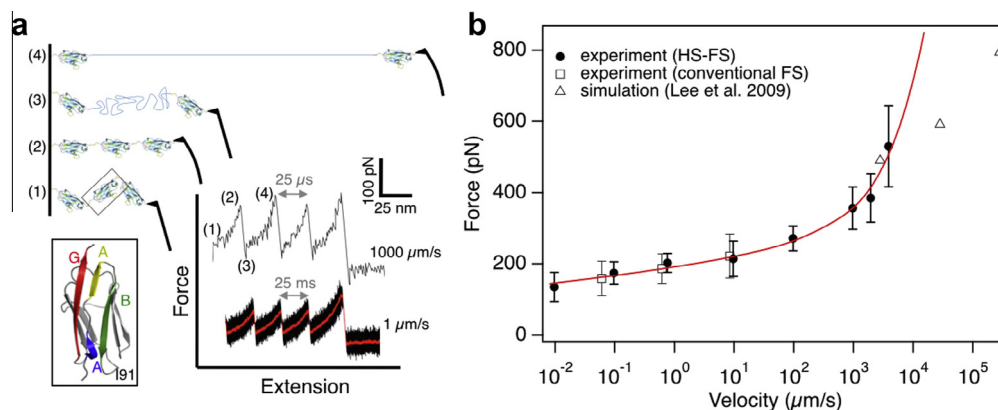 a
(4)
(3)
(2)
(1)
G
A
B
A
I91
Force
(1)
(2)
(3)
(4)
25 µs
100 pN
25 nm
1000 µm/s
25 ms
1 µm/s
Extension
b
experiment (HS-FS)
experiment (conventional FS)
simulation (Lee et al. 2009)
Force (pN)
800
600
400
200
0
10⁻² 10⁻¹ 10⁰ 10¹ 10² 10³ 10⁴ 10⁵
Velocity (µm/s)